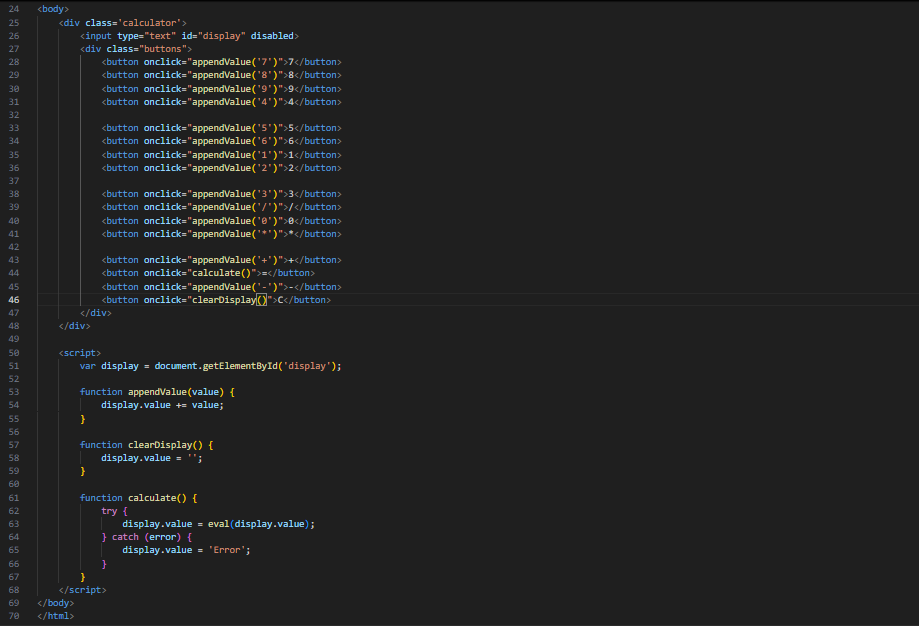 24 <body>
25 <div class='calculator'>
26 <input type="text" id="display" disabled>
27 <div class="buttons">
28 <button onclick="appendValue('7')">7</button>
29 <button onclick="appendValue('8')">8</button>
30 <button onclick="appendValue('9')">9</button>
31 <button onclick="appendValue('4')">4</button>
32
33 <button onclick="appendValue('5')">5</button>
34 <button onclick="appendValue('6')">6</button>
35 <button onclick="appendValue('1')">1</button>
36 <button onclick="appendValue('2')">2</button>
37
38 <button onclick="appendValue('3')">3</button>
39 <button onclick="appendValue('/')">/</button>
40 <button onclick="appendValue('0')">0</button>
41 <button onclick="appendValue('*')">*</button>
42
43 <button onclick="appendValue('+')">+</button>
44 <button onclick="calculate()">=</button>
45 <button onclick="appendValue('-')">-</button>
46 <button onclick="clearDisplay()">C</button>
47 </div>
48 </div>
49
50 <script>
51 var display = document.getElementById('display');
52
53 function appendValue(value) {
54 display.value += value;
55 }
56
57 function clearDisplay() {
58 display.value = '';
59 }
60
61 function calculate() {
62 try {
63 display.value = eval(display.value);
64 } catch (error) {
65 display.value = 'Error';
66 }
67 }
68 </script>
69 </body>
70 </html>